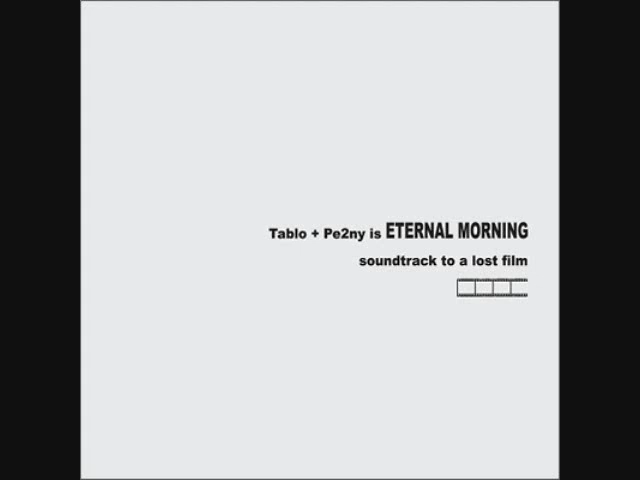 Tablo + Pe2ny is ETERNAL MORNING
soundtrack to a lost film